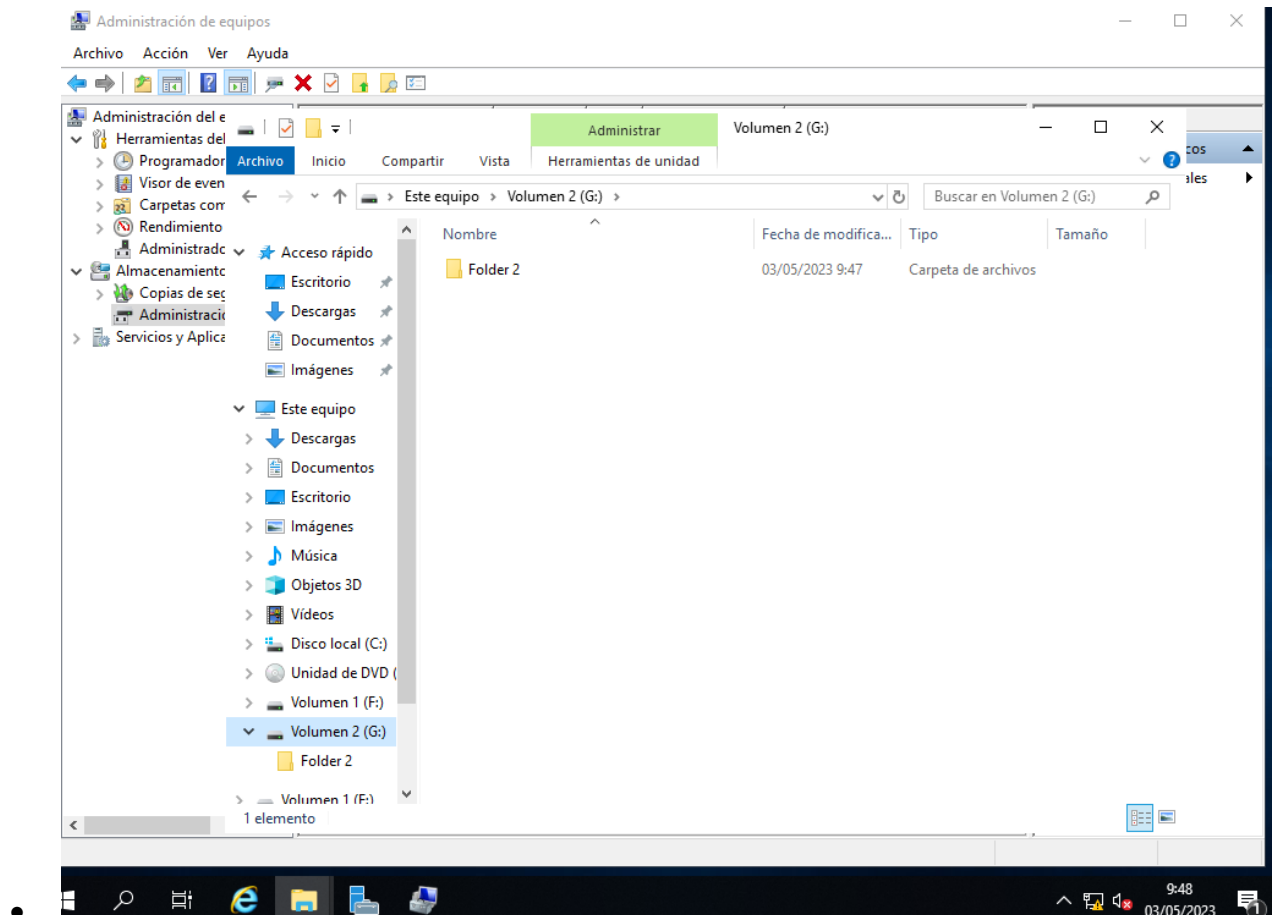 Administración de equipos
Archivo Acción Ver Ayuda
Administración del e
Herramientas del
Programador
Visor de even
Carpetas com
Rendimiento
Administrado
Almacenamiento
Copias de seg
Administració
Servicios y Aplica
Administrar
Volumen 2 (G:)
Archivo Inicio Compartir Vista Herramientas de unidad
Este equipo Volumen 2 (G:)
Buscar en Volumen 2 (G:)
Nombre Fecha de modifica... Tipo Tamaño
Folder 2 03/05/2023 9:47 Carpeta de archivos
Acceso rápido
Escritorio
Descargas
Documentos
Imágenes
Este equipo
Descargas
Documentos
Escritorio
Imágenes
Música
Objetos 3D
Vídeos
Disco local (C:)
Unidad de DVD (
Volumen 1 (F:)
Volumen 2 (G:)
Folder 2
Volumen 1 (F:)
1 elemento
cos
ales
9:48
03/05/2023
1